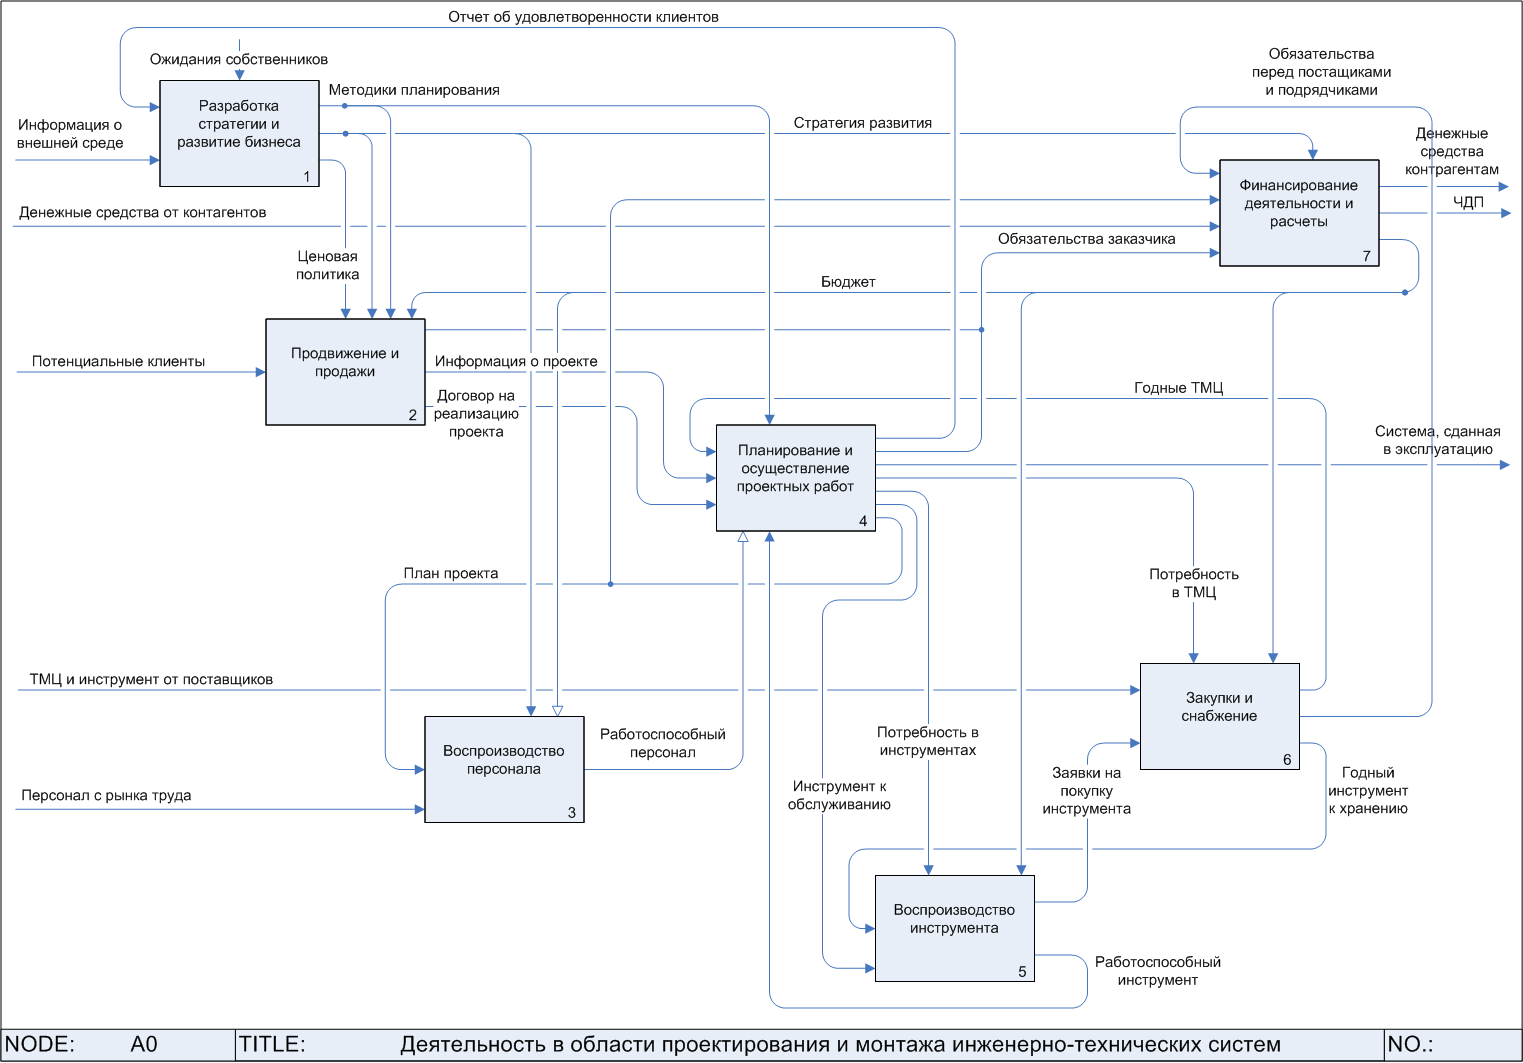 Отчет об удовлетворенности клиентов
Ожидания собственников
Обязательства
перед постащиками
и подрядчиками
Методики планирования
Разработка
стратегии и
развитие бизнеса
1
Информация о
внешней среде
Стратегия развития
Денежные
средства
контрагентам
Финансирование
деятельности и
расчеты
7
ЧДП
Денежные средства от контагентов
Обязательства заказчика
Ценовая
политика
Бюджет
Продвижение и
продажи
2
Потенциальные клиенты
Информация о проекте
Договор на
реализацию
проекта
Годные ТМЦ
Система, сданная
в эксплуатацию
Планирование и
осуществление
проектных работ
4
План проекта
Потребность
в ТМЦ
ТМЦ и инструмент от поставщиков
Закупки и
снабжение
6
Воспроизводство
персонала
3
Работоспособный
персонал
Потребность в
инструментах
Персонал с рынка труда
Инструмент к
обслуживанию
Заявки на
покупку
инструмента
Годный
инструмент
к хранению
Воспроизводство
инструмента
5
Работоспособный
инструмент
NODE: A0 TITLE: Деятельность в области проектирования и монтажа инженерно-технических систем NO.: